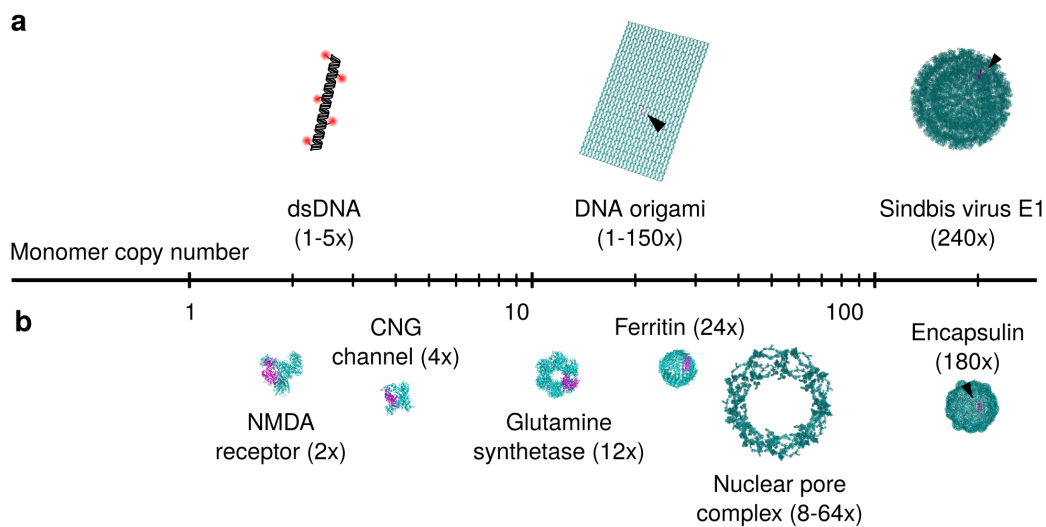 a
dsDNA
(1-5x)
DNA origami
(1-150x)
Sindbis virus E1
(240x)
Monomer copy number
1
10
100
b
NMDA
receptor (2x)
CNG
channel (4x)
Glutamine
synthetase (12x)
Ferritin (24x)
Nuclear pore
complex (8-64x)
Encapsulin
(180x)